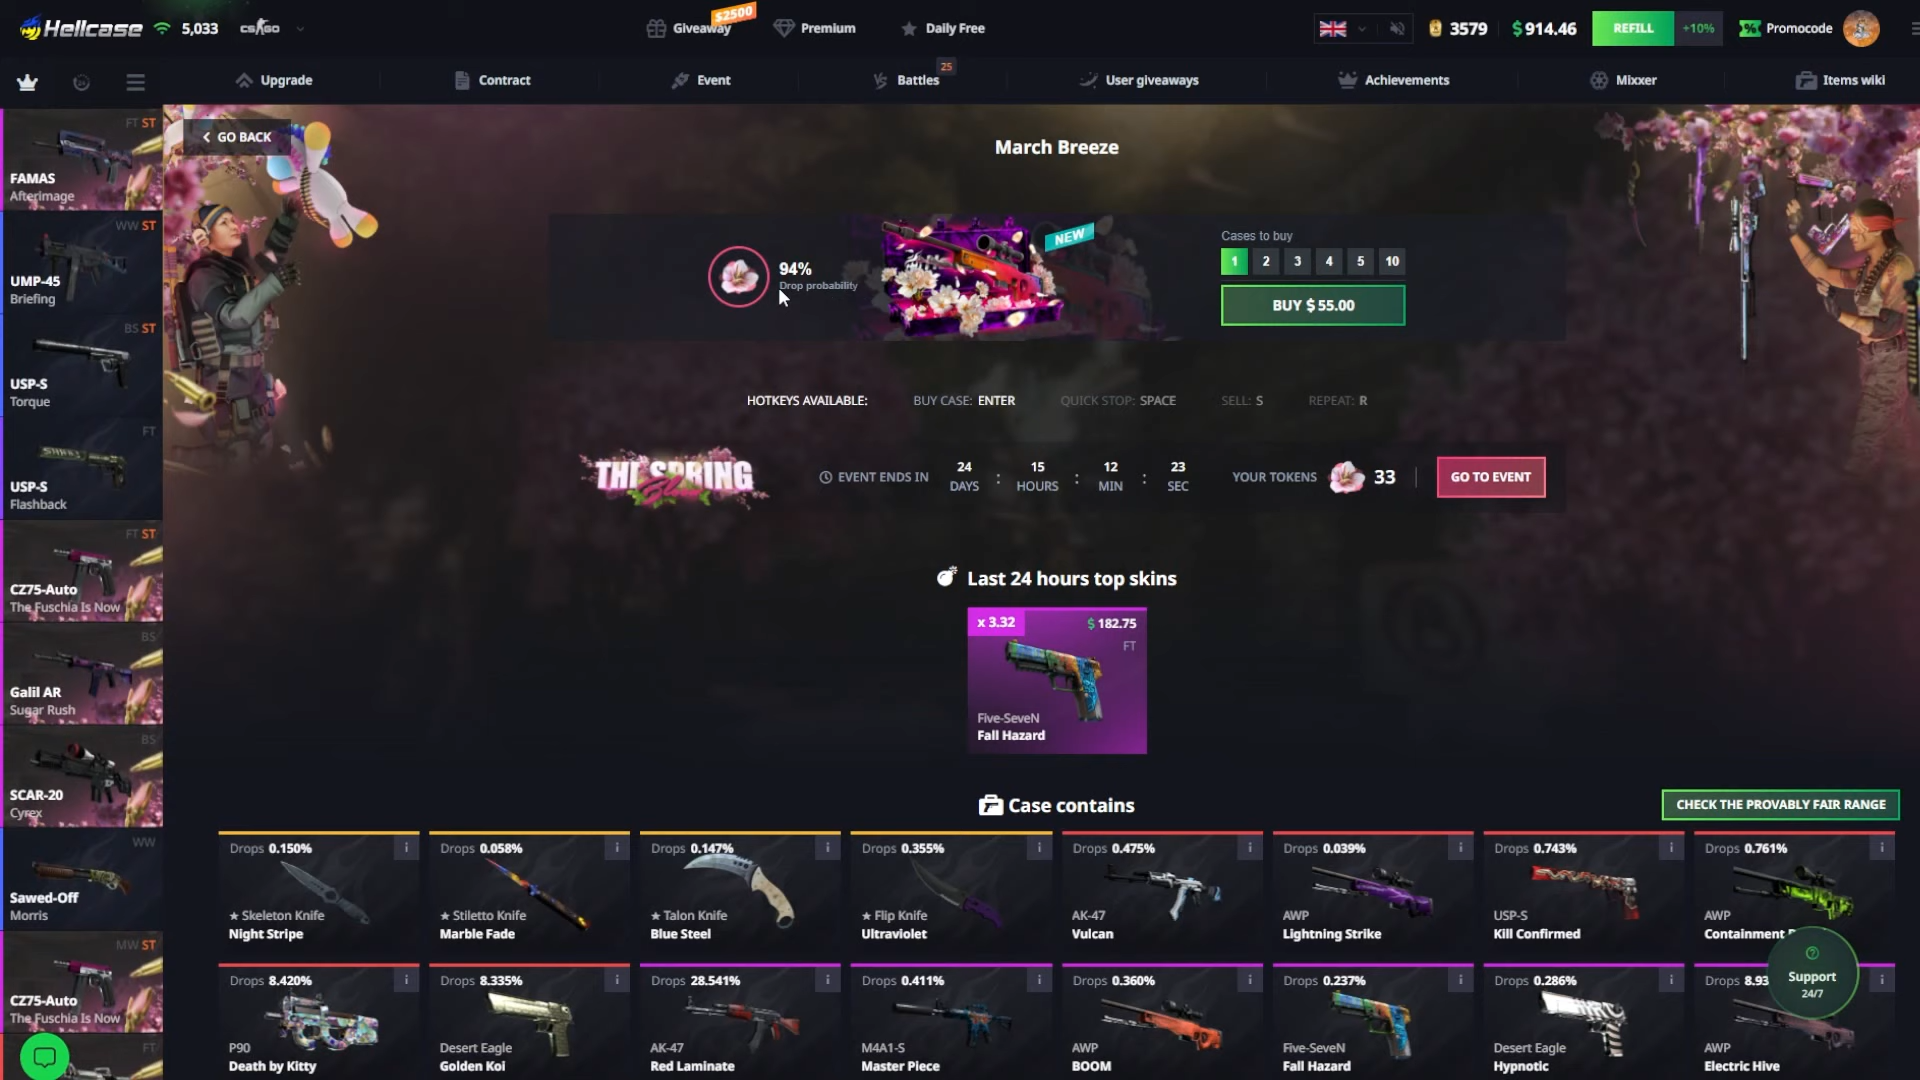 Hellcase
5,033
CS GO
Giveaway
$2500
Premium
Daily Free
3579
$ 914.46
REFILL
+10%
Promocode
Upgrade
Contract
Event
VS Battles
25
User giveaways
Achievements
Mixxer
Items wiki
FT ST
FAMAS
Afterimage
WW ST
UMP-45
Briefing
BS ST
USP-S
Torque
FT
USP-S
Flashback
FT ST
CZ75-Auto
The Fuschia Is Now
BS
Galil AR
Sugar Rush
BS
SCAR-20
Cyrex
WW
Sawed-Off
Morris
MW ST
CZ75-Auto
The Fuschia Is Now
FT
GO BACK
March Breeze
94%
Drop probability
NEW
Cases to buy
1 2 3 4 5 10
BUY $ 55.00
HOTKEYS AVAILABLE: BUY CASE: ENTER QUICK STOP: SPACE SELL: S REPEAT: R
THE SPRING
EVENT ENDS IN
24 : 15 : 12 : 23
DAYS HOURS MIN SEC
YOUR TOKENS 33
GO TO EVENT
Last 24 hours top skins
x 3.32 $ 182.75
FT
Five-SeveN
Fall Hazard
Case contains
CHECK THE PROVABLY FAIR RANGE
Drops 0.150% i
★ Skeleton Knife
Night Stripe
Drops 0.058% i
★ Stiletto Knife
Marble Fade
Drops 0.147% i
★ Talon Knife
Blue Steel
Drops 0.355% i
★ Flip Knife
Ultraviolet
Drops 0.475% i
AK-47
Vulcan
Drops 0.039% i
AWP
Lightning Strike
Drops 0.743% i
USP-S
Kill Confirmed
Drops 0.761% i
AWP
Containment
Drops 8.420% i
P90
Death by Kitty
Drops 8.335% i
Desert Eagle
Golden Koi
Drops 28.541% i
AK-47
Red Laminate
Drops 0.411% i
M4A1-S
Master Piece
Drops 0.360% i
AWP
BOOM
Drops 0.237% i
Five-SeveN
Fall Hazard
Drops 0.286% i
Desert Eagle
Hypnotic
Drops 8.93 i
AWP
Electric Hive
Support
24/7